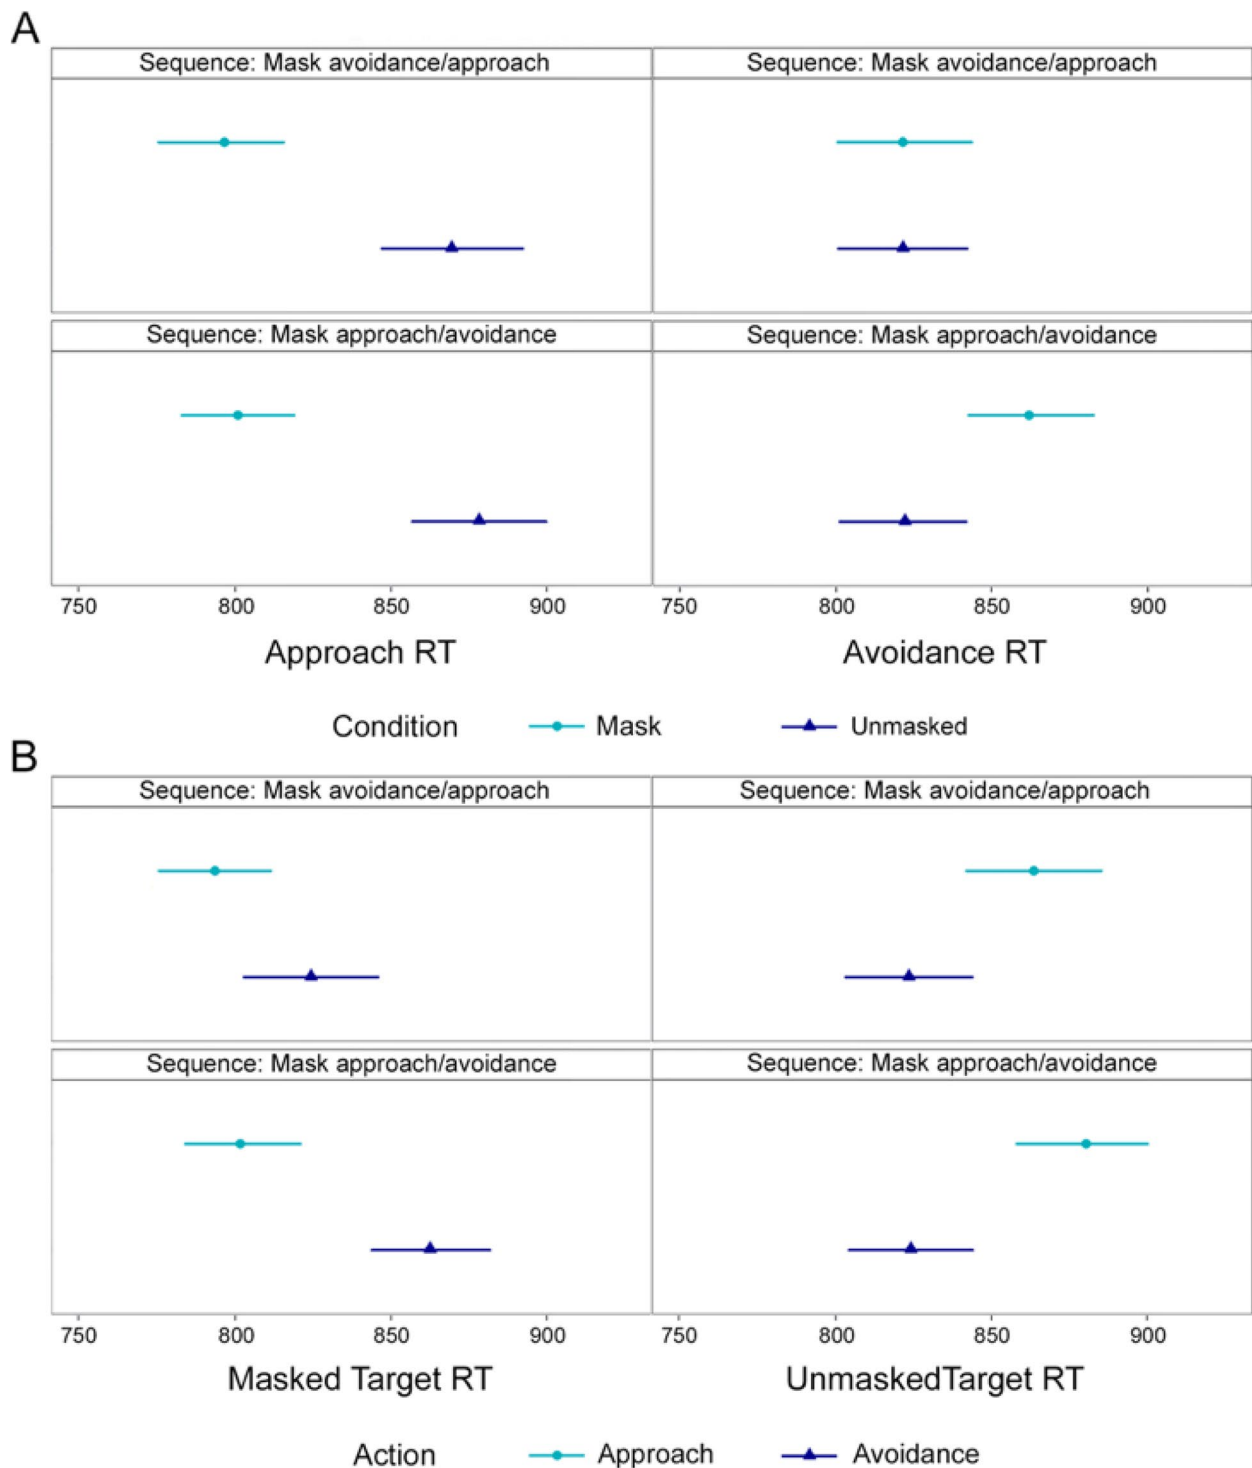 A
Sequence: Mask avoidance/approach
Sequence: Mask avoidance/approach
Sequence: Mask approach/avoidance
Sequence: Mask approach/avoidance
750 800 850 900
750 800 850 900
Approach RT
Avoidance RT
Condition Mask Unmasked
B
Sequence: Mask avoidance/approach
Sequence: Mask avoidance/approach
Sequence: Mask approach/avoidance
Sequence: Mask approach/avoidance
750 800 850 900
750 800 850 900
Masked Target RT
UnmaskedTarget RT
Action Approach Avoidance